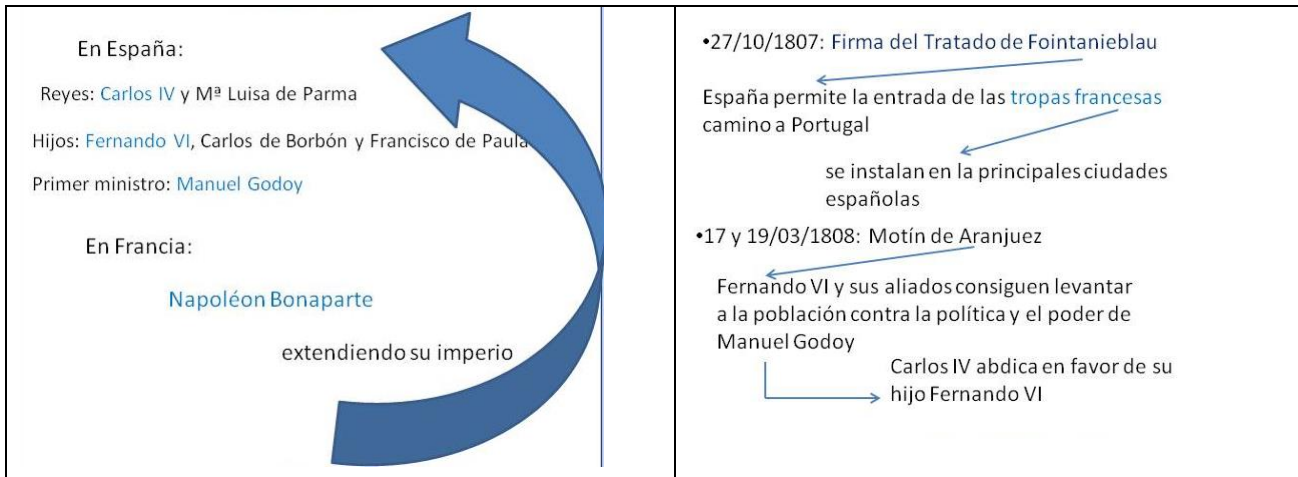 En España:
Reyes: Carlos IV y Mª Luisa de Parma
Hijos: Fernando VI, Carlos de Borbón y Francisco de Paula
Primer ministro: Manuel Godoy
En Francia:
Napoléon Bonaparte
extendiendo su imperio
•27/10/1807: Firma del Tratado de Fointanieblau
España permite la entrada de las tropas francesas
camino a Portugal
se instalan en la principales ciudades
españolas
•17 y 19/03/1808: Motín de Aranjuez
Fernando VI y sus aliados consiguen levantar
a la población contra la política y el poder de
Manuel Godoy
Carlos IV abdica en favor de su
hijo Fernando VI